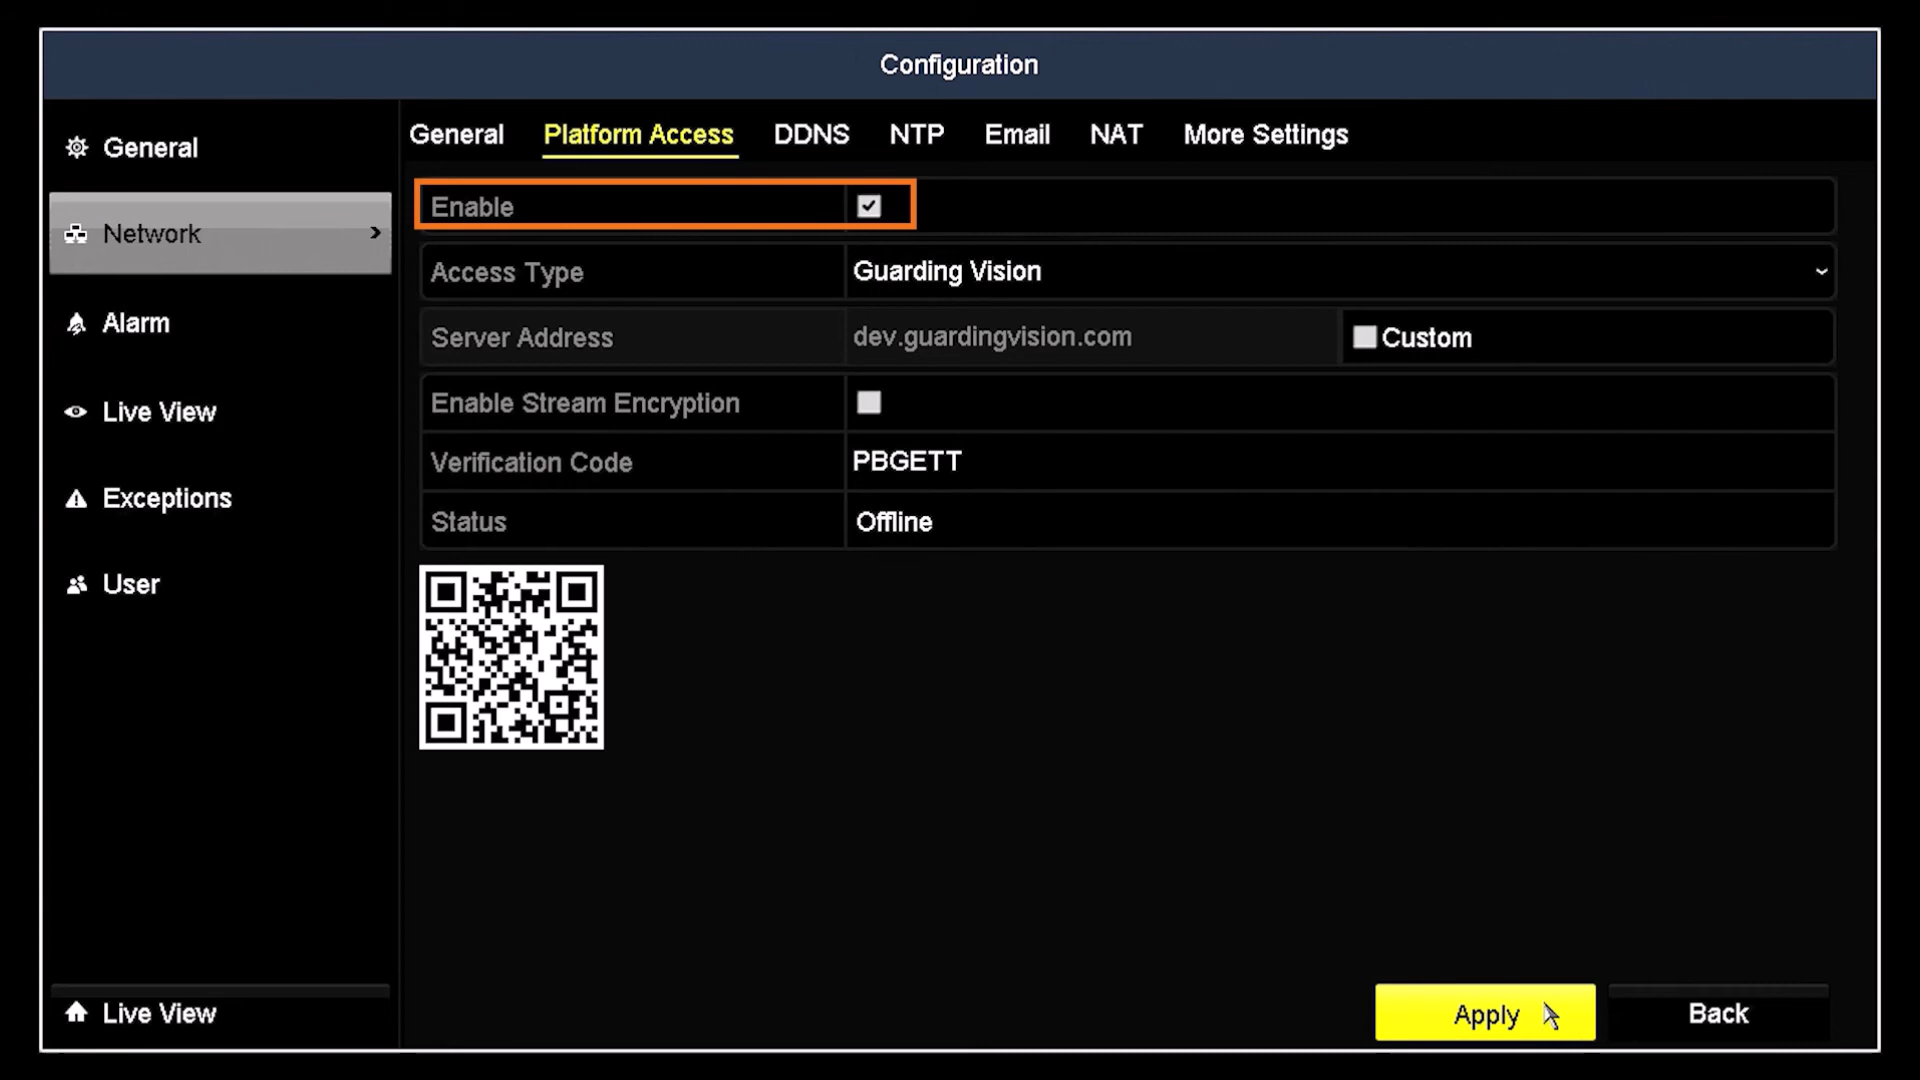 Configuration
General
Network
Alarm
Live View
Exceptions
User
Live View
General Platform Access DDNS NTP Email NAT More Settings
Enable
Access Type Guarding Vision
Server Address dev.guardingvision.com Custom
Enable Stream Encryption
Verification Code PBGETT
Status Offline
Apply Back